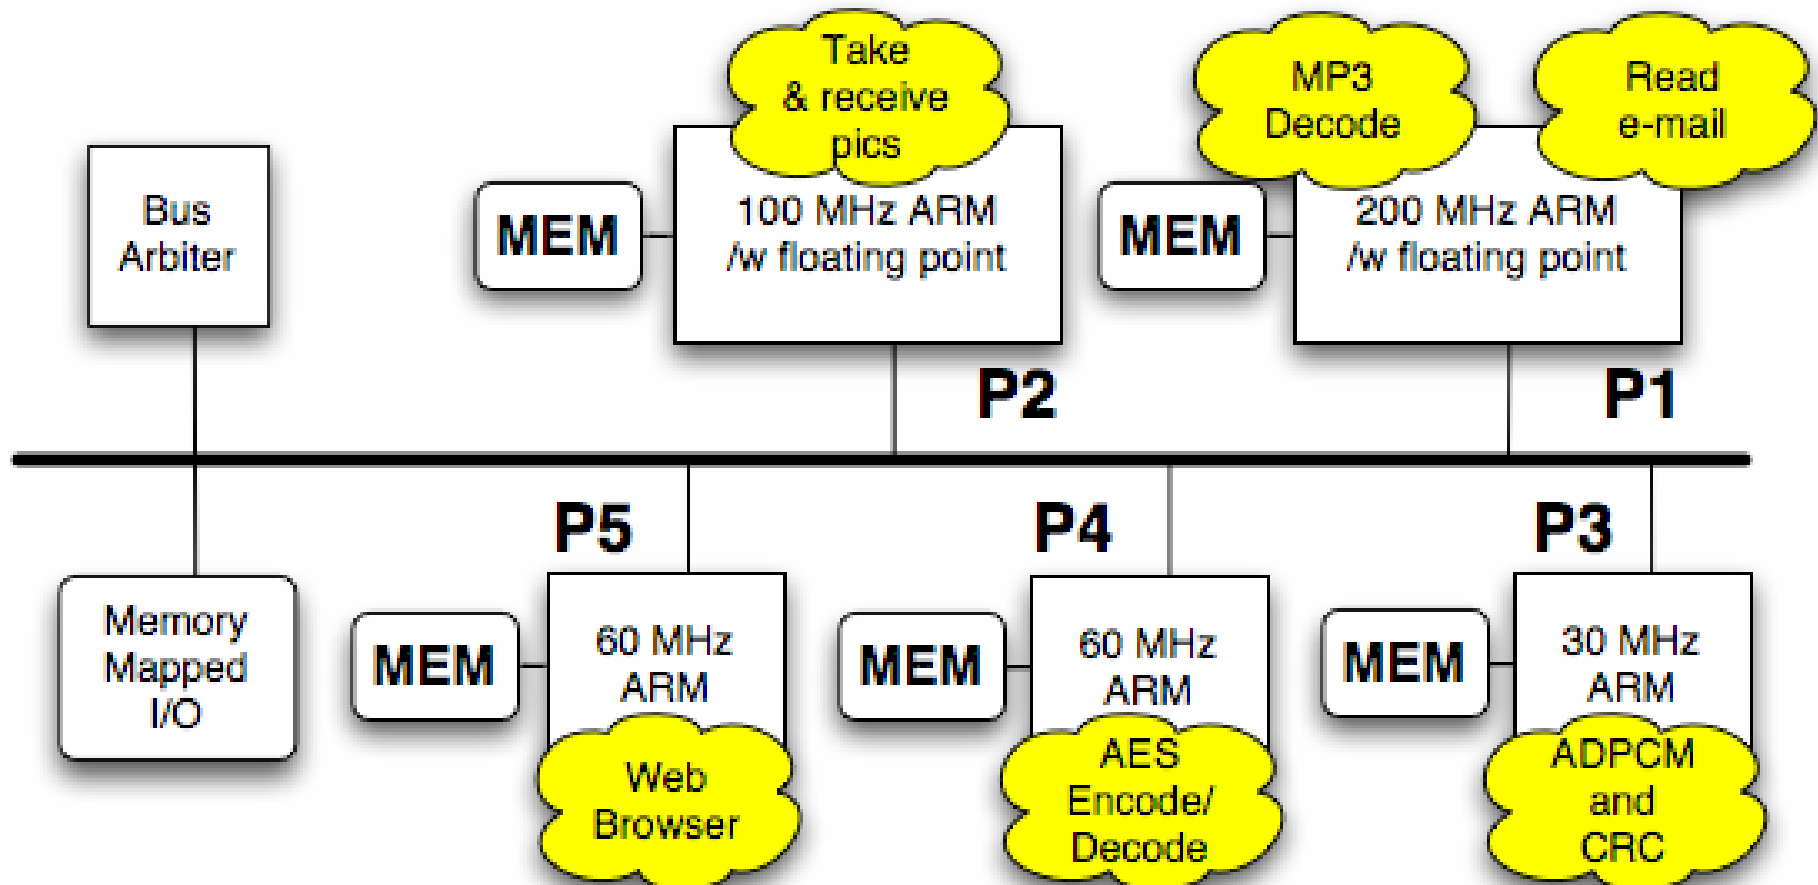 Take
& receive
pics
MP3
Decode
Read
e-mail
Bus
Arbiter
MEM
100 MHz ARM
/w floating point
MEM
200 MHz ARM
/w floating point
P2
P1
P5
P4
P3
Memory
Mapped
I/O
MEM
60 MHz
ARM
MEM
60 MHz
ARM
MEM
30 MHz
ARM
Web
Browser
AES
Encode/
Decode
ADPCM
and
CRC